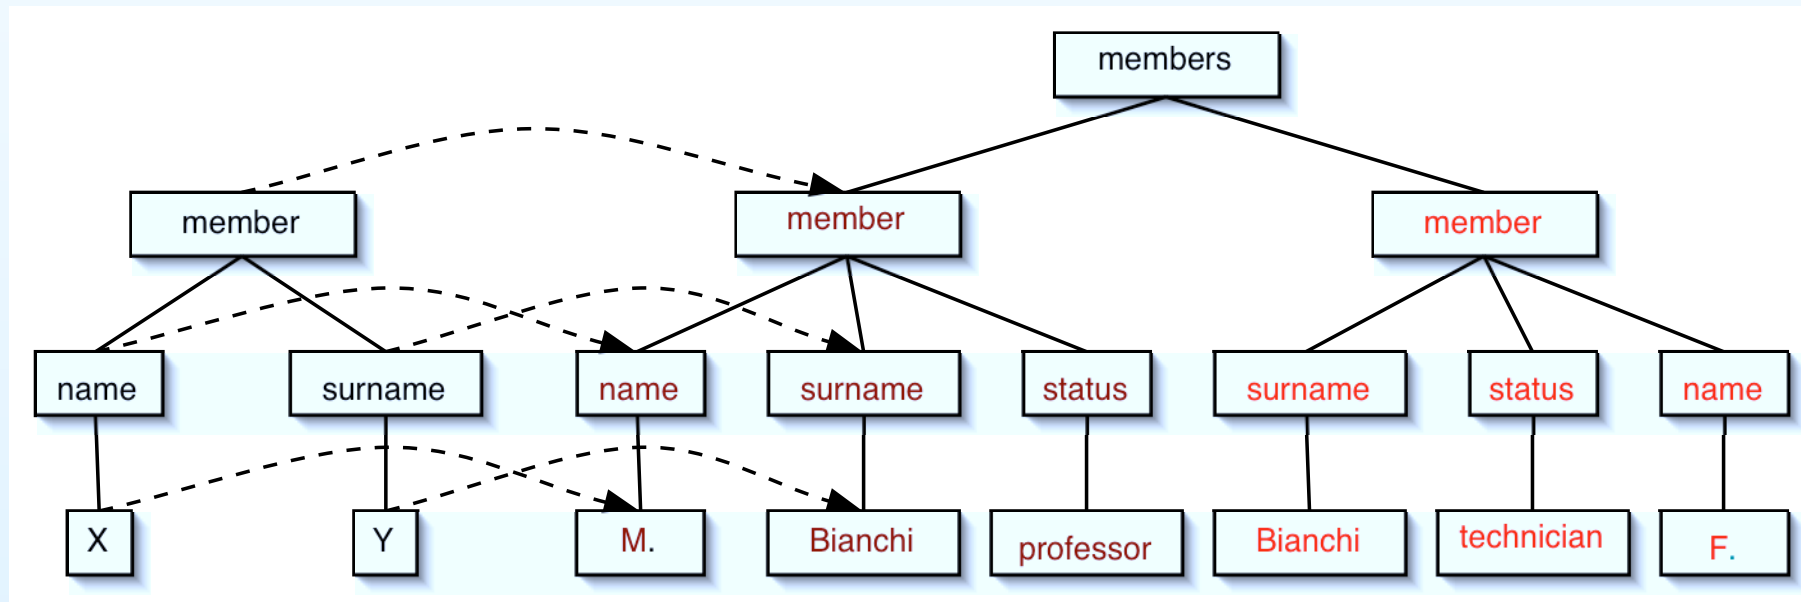 members
member
member
member
name
surname
name
surname
status
surname
status
name
X
Y
M.
Bianchi
professor
Bianchi
technician
F.